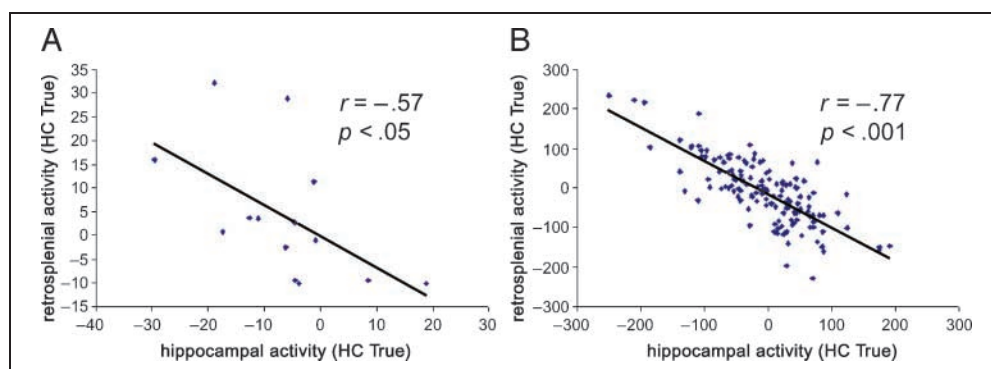 A
retrosplenial activity (HC True)
35
30
25
20
15
10
5
0
−5
−10
−15
r = −.57
p < .05
−40 −30 −20 −10 0 10 20 30
hippocampal activity (HC True)
B
retrosplenial activity (HC True)
300
200
100
0
−100
−200
−300
r = −.77
p < .001
−300 −200 −100 0 100 200 300
hippocampal activity (HC True)